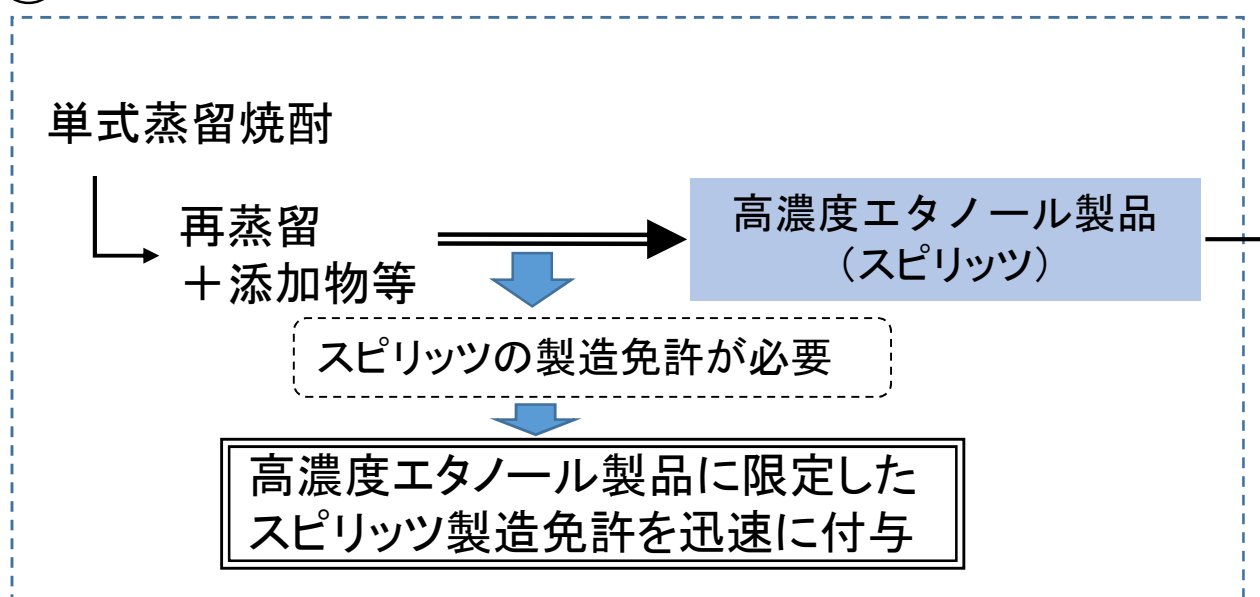 単式蒸留焼酎
再蒸留
＋添加物等
高濃度エタノール製品
（スピリッツ）
スピリッツの製造免許が必要
高濃度エタノール製品に限定した
スピリッツ製造免許を迅速に付与